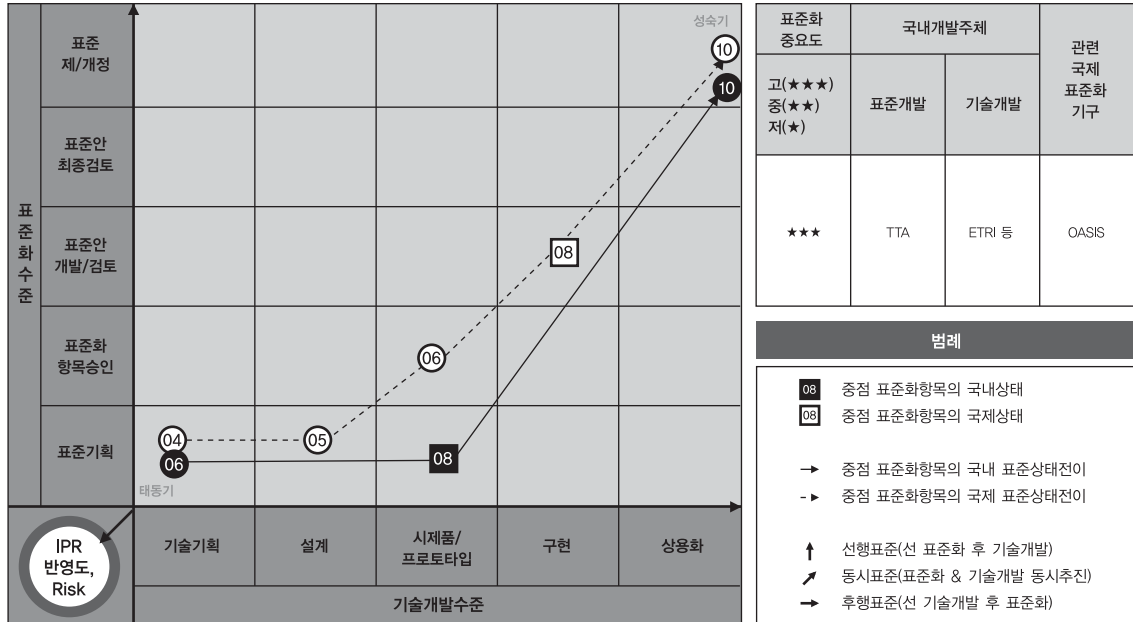 표준화수준
표준
제/개정
표준안
최종검토
표준안
개발/검토
표준화
항목승인
표준기획
성숙기
10
10
08
06
04
05
06
08
태동기
IPR
반영도,
Risk
기술기획
설계
시제품/
프로토타입
구현
상용화
기술개발수준
표준화
중요도
국내개발주체
관련
국제
표준화
기구
고(★★★)
중(★★)
저(★)
표준개발
기술개발
★★★
TTA
ETRI 등
OASIS
범례
08 중점 표준화항목의 국내상태
08 중점 표준화항목의 국제상태
중점 표준화항목의 국내 표준상태전이
중점 표준화항목의 국제 표준상태전이
선행표준(선 표준화 후 기술개발)
동시표준(표준화 & 기술개발 동시추진)
후행표준(선 기술개발 후 표준화)